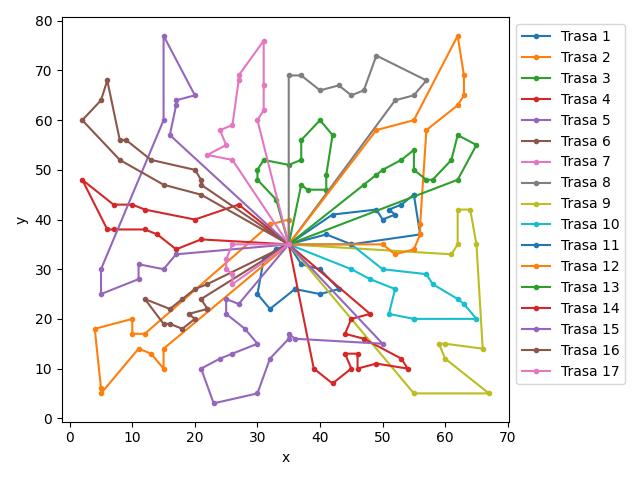 80
70
60
50
40
30
20
10
0
y
0 10 20 30 40 50 60 70
x
Trasa 1
Trasa 2
Trasa 3
Trasa 4
Trasa 5
Trasa 6
Trasa 7
Trasa 8
Trasa 9
Trasa 10
Trasa 11
Trasa 12
Trasa 13
Trasa 14
Trasa 15
Trasa 16
Trasa 17